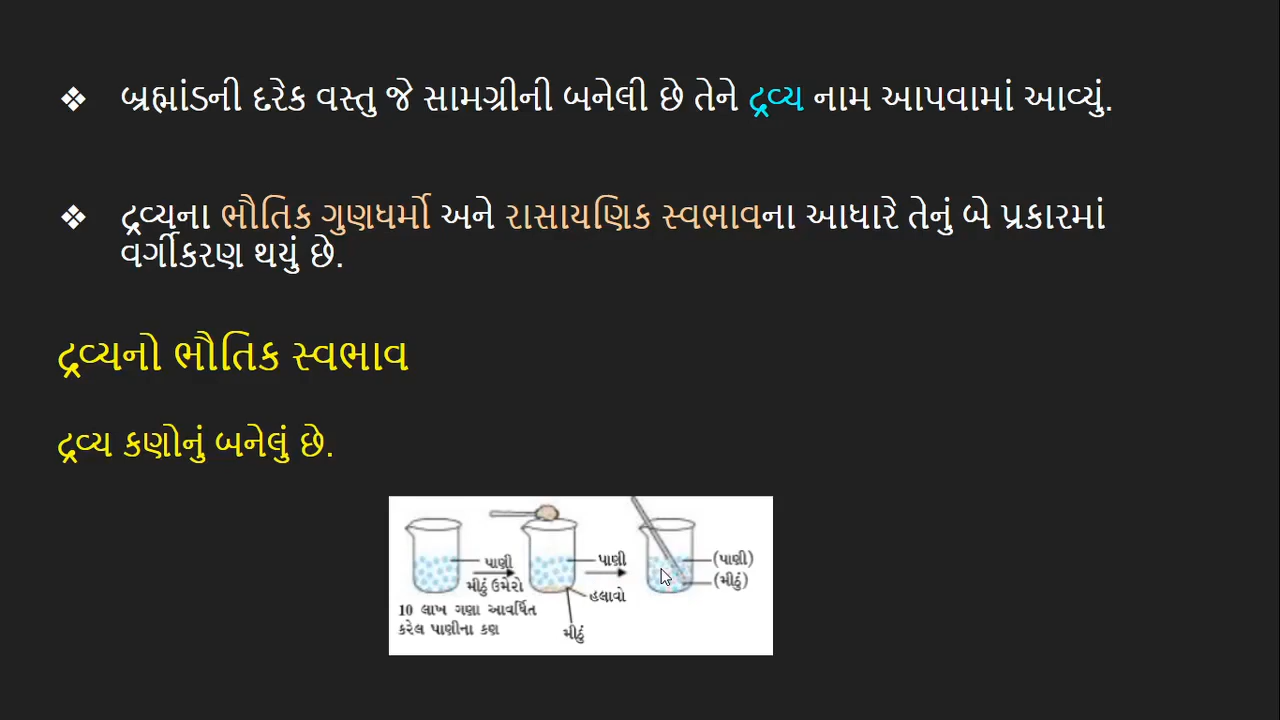 ❖ બ્રહ્માંડની દરેક વસ્તુ જે સામગ્રીની બનેલી છે તેને દ્રવ્ય નામ આપવામાં આવ્યું.
❖ દ્રવ્યના ભૌતિક ગુણધર્મો અને રાસાયણિક સ્વભાવના આધારે તેનું બે પ્રકારમાં
વર્ગીકરણ થયું છે.
દ્રવ્યનો ભૌતિક સ્વભાવ
દ્રવ્ય કણોનું બનેલું છે.
પાણી
પાણી
(પાણી)
મીઠું ઉમેરો
(મીઠું)
હલાવો
10 લાખ ગણા આવર્ધિત
કરેલ પાણીના કણ
મીઠું